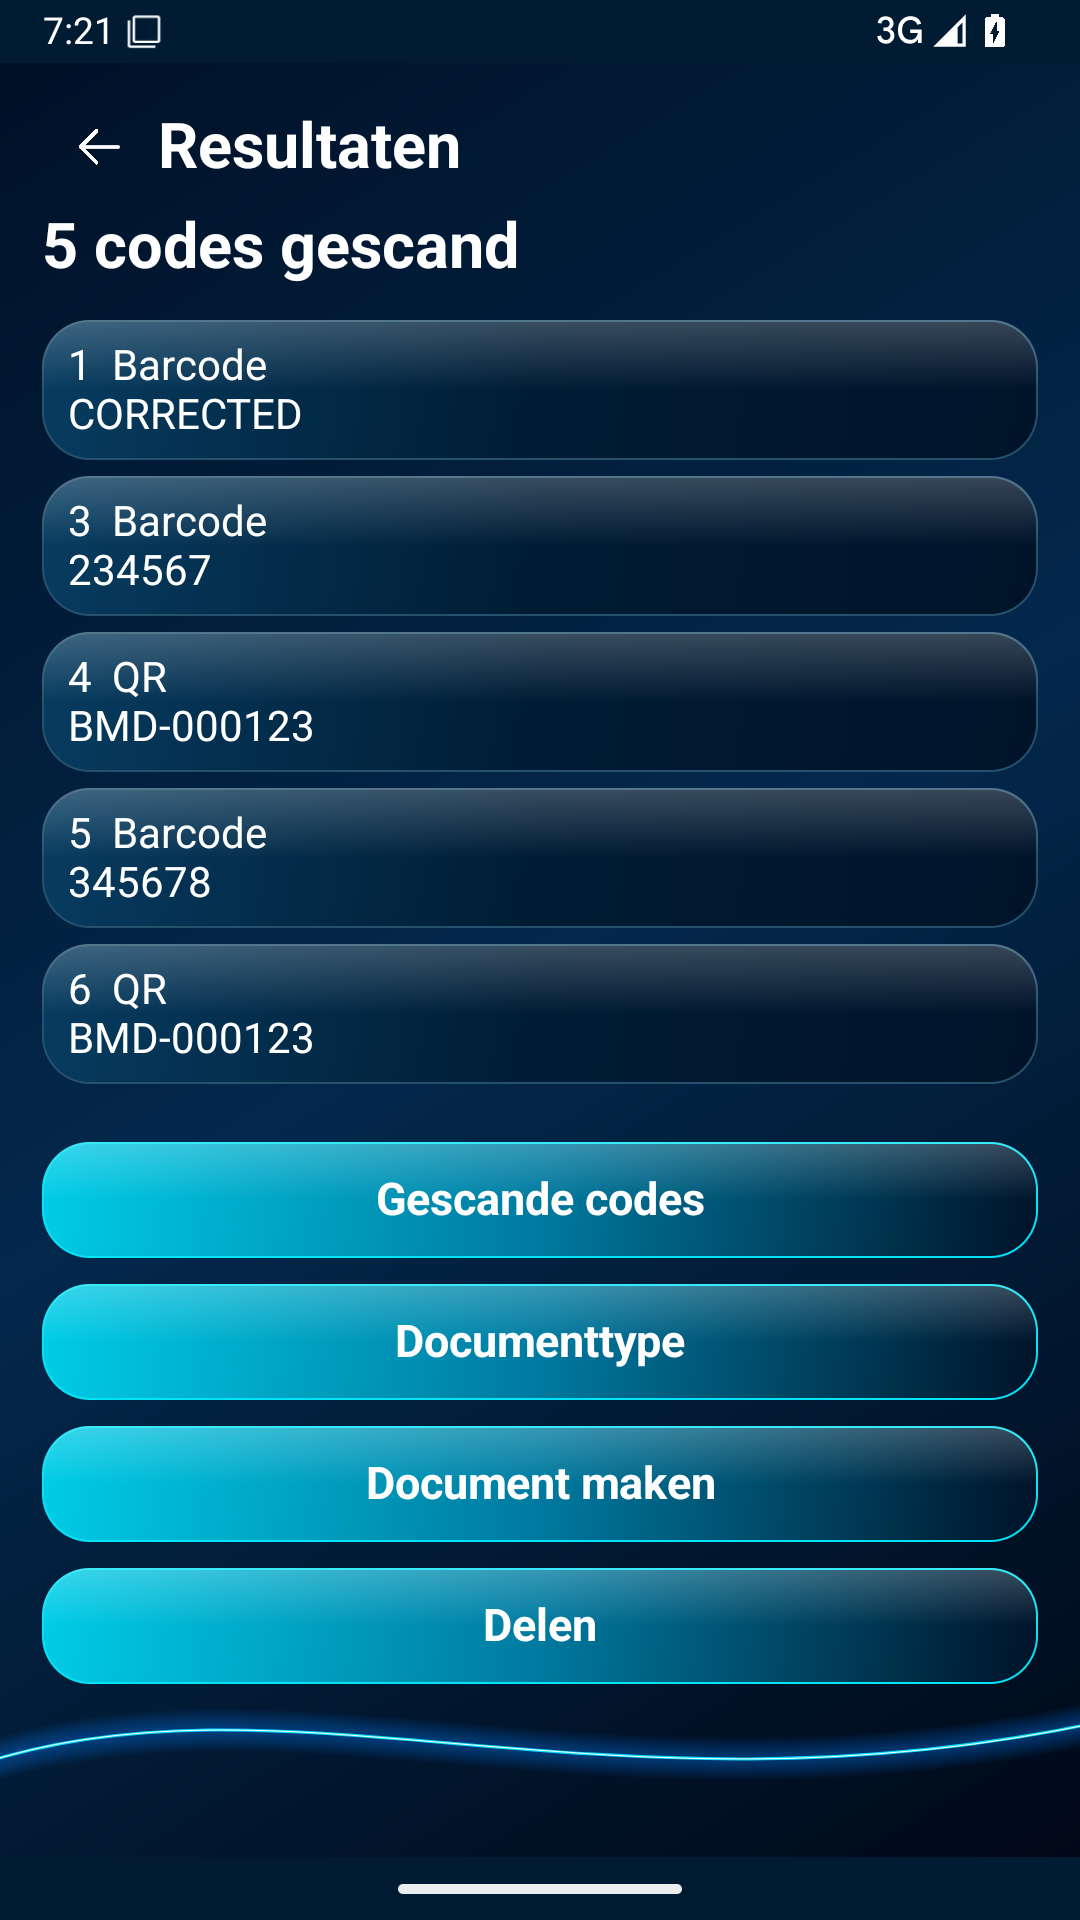 7:21
3G
Resultaten
5 codes gescand
1 Barcode
CORRECTED
3 Barcode
234567
4 QR
BMD-000123
5 Barcode
345678
6 QR
BMD-000123
Gescande codes
Documenttype
Document maken
Delen